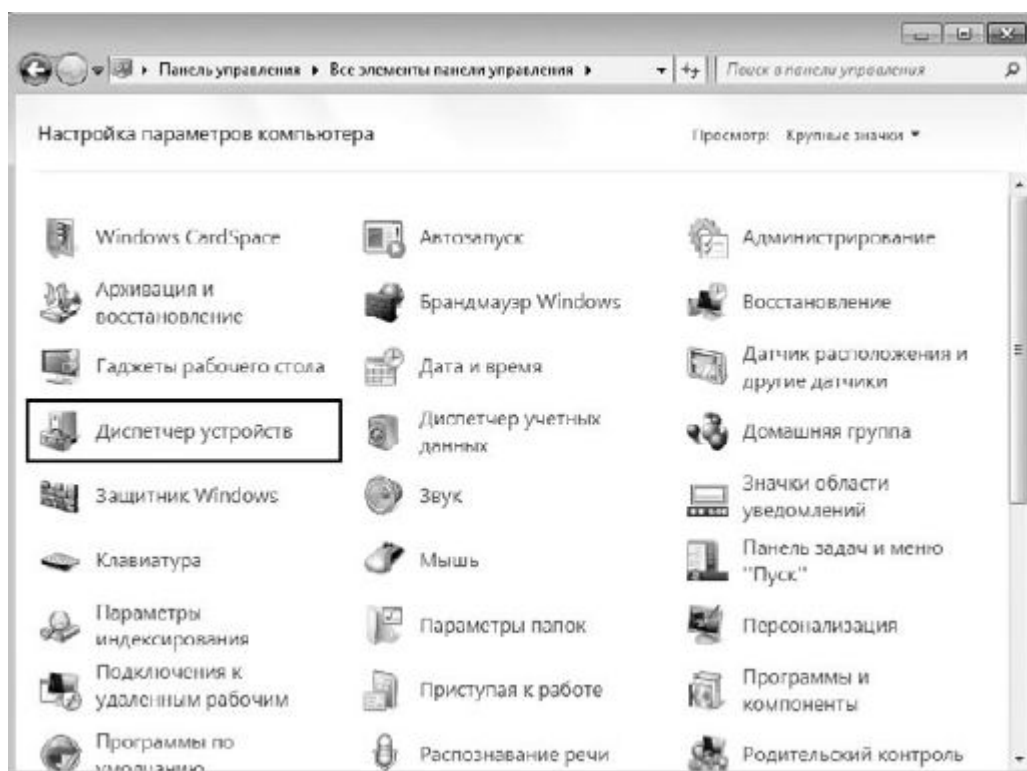 Панель управления ▸ Все элементы панели управления ▸
Поиск в панели управления
Настройка параметров компьютера
Просмотр: Крупные значки
Windows CardSpace
Автозапуск
Администрирование
Архивация и
восстановление
Брандмауэр Windows
Восстановление
Гаджеты рабочего стола
Дата и время
Датчик расположения и
другие датчики
Диспетчер устройств
Диспетчер учетных
данных
Домашняя группа
Защитник Windows
Звук
Значки области
уведомлений
Клавиатура
Мышь
Панель задач и меню
"Пуск"
Параметры
индексирования
Параметры папок
Персонализация
Подключения к
удаленным рабочим
Приступая к работе
Программы и
компоненты
Программы по
умолчанию
Распознавание речи
Родительский контроль